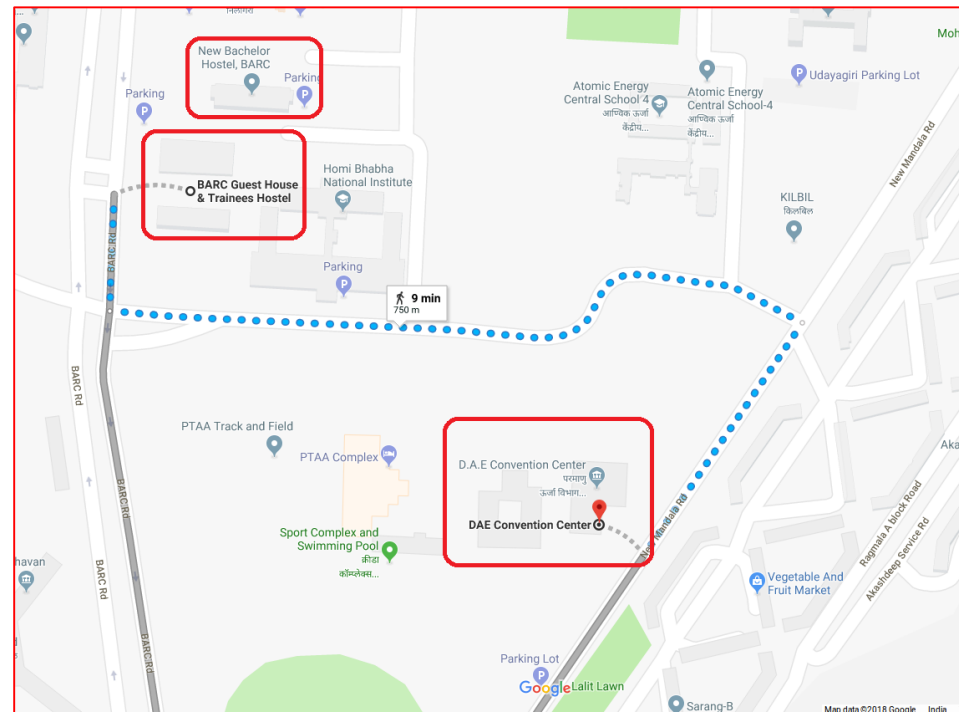 New Bachelor
Hostel, BARC
Parking
Parking
BARC Guest House
& Trainees Hostel
Homi Bhabha
National Institute
Parking
Atomic Energy
Central School 4
आण्विक ऊर्जा
केंद्रीय...
Atomic Energy
Central School-4
आण्विक ऊर्जा
केंद्रीय...
Udayagiri Parking Lot
Moh
New Mandala Rd
KILBIL
किलबिल
BARC Rd
9 min
750 m
BARC Rd
PTAA Track and Field
PTAA Complex
D.A.E Convention Center
परमाणु
ऊर्जा विभाग...
DAE Convention Center
New Mandala Rd
Sport Complex and
Swimming Pool
क्रीडा
कॉम्प्लेक्स...
havan
BARC Rd
BARC Rd
Aka
Ragmala A block Road
Akashdeep Service Rd
Vegetable And
Fruit Market
Parking Lot
Google
Lalit Lawn
Sarang-B
Map data ©2018 Google
India